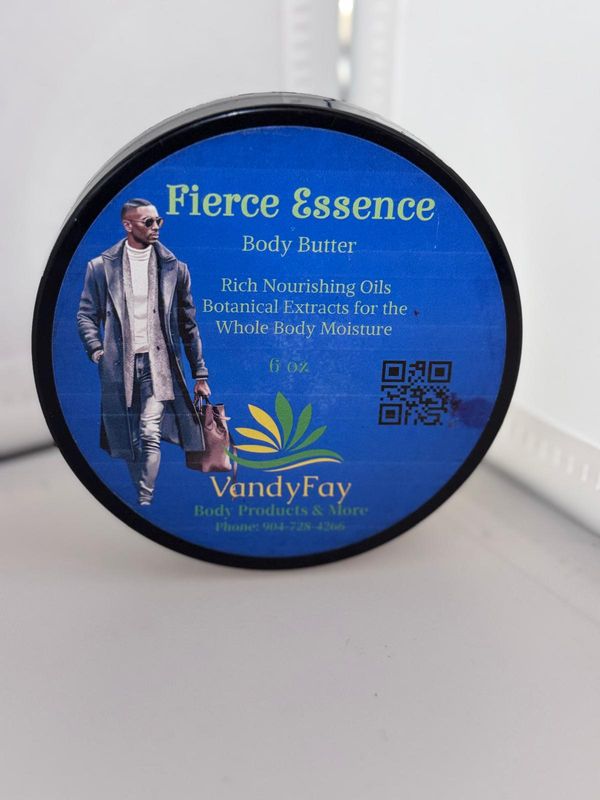 Fierce Essence
Body Butter
Rich Nourishing Oils
Botanical Extracts for the
Whole Body Moisture
6 oz
VandyFay
Body Products & More
Phone: 904-728-4266